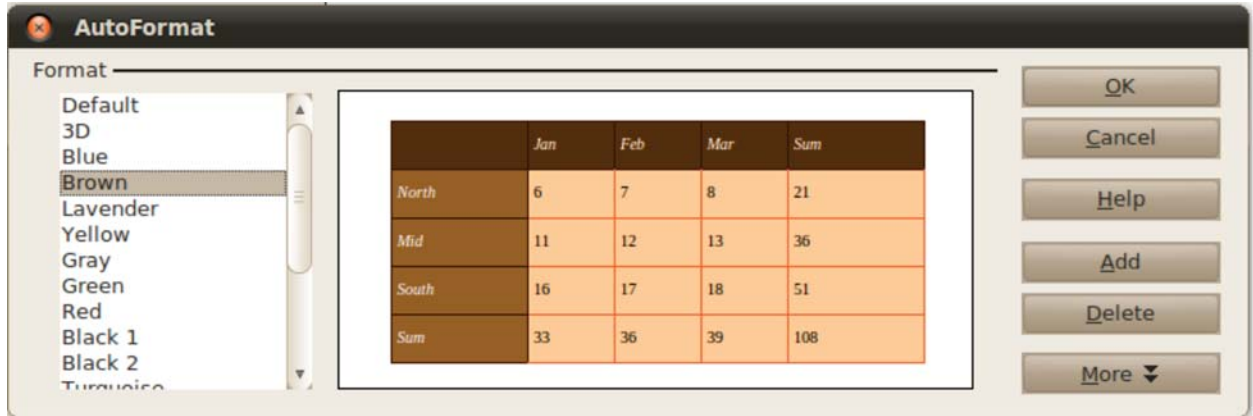 AutoFormat
Format
Default
3D
Blue
Brown
Lavender
Yellow
Gray
Green
Red
Black 1
Black 2
Turquoise
Jan Feb Mar Sum
North 6 7 8 21
Mid 11 12 13 36
South 16 17 18 51
Sum 33 36 39 108
OK
Cancel
Help
Add
Delete
More